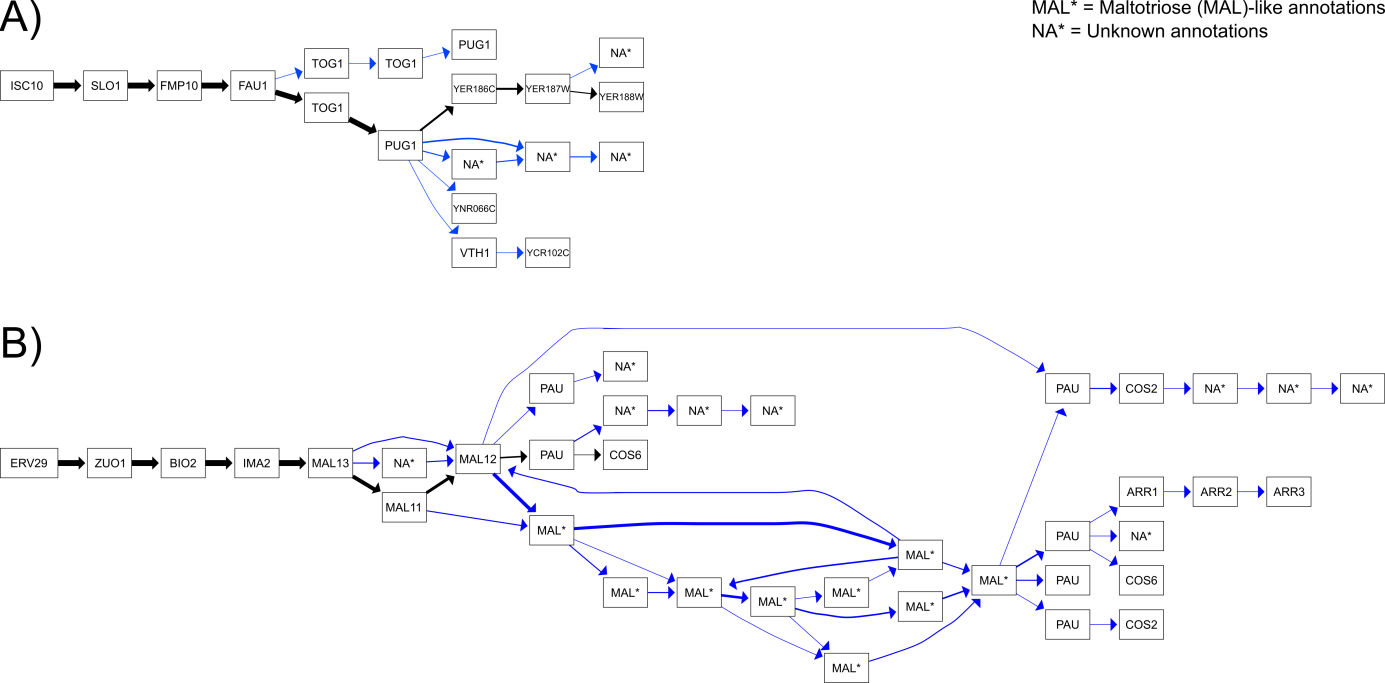 A)
MAL* = Maltotriose (MAL)-like annotations
NA* = Unknown annotations
PUG1
TOG1
TOG1
NA*
ISC10
SLO1
FMP10
FAU1
YER186C
YER187W
YER188W
TOG1
PUG1
NA*
NA*
NA*
YNR066C
VTH1
YCR102C
B)
NA*
PAU
PAU
COS2
NA*
NA*
NA*
NA*
NA*
NA*
ERV29
ZUO1
BIO2
IMA2
MAL13
NA*
MAL12
PAU
COS6
MAL11
ARR1
ARR2
ARR3
MAL*
PAU
NA*
MAL*
MAL*
PAU
COS6
MAL*
MAL*
MAL*
MAL*
MAL*
PAU
COS2
MAL*